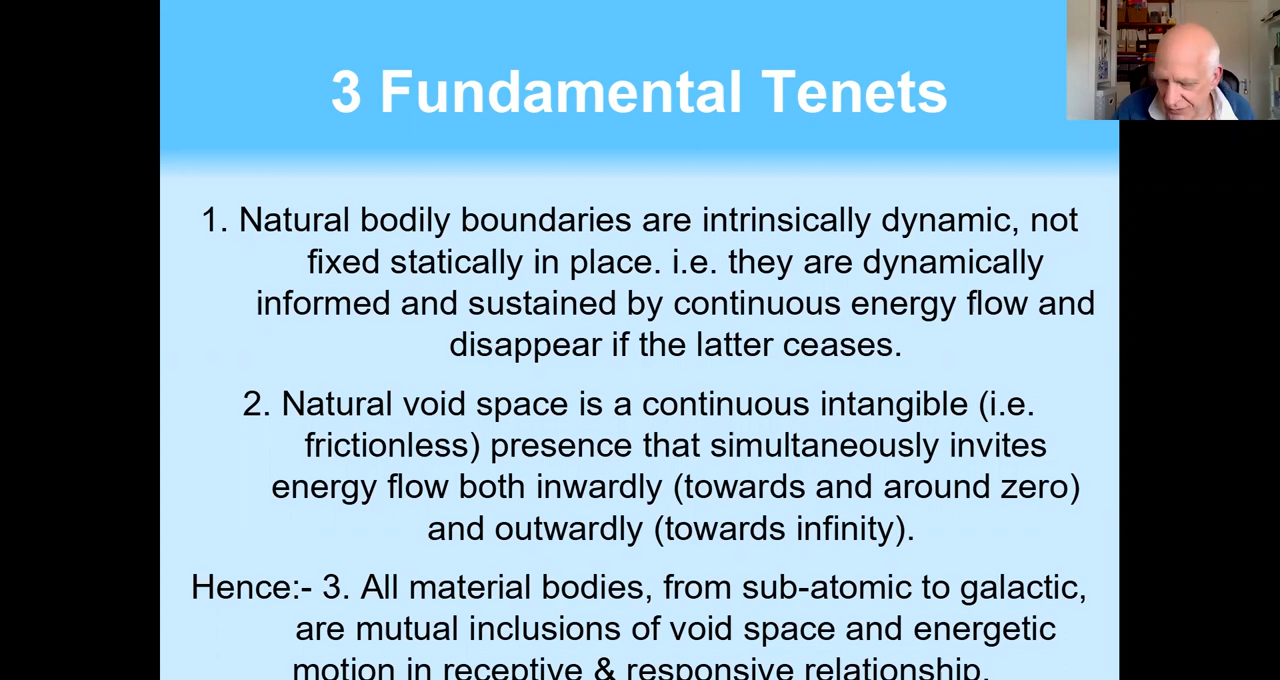 3 Fundamental Tenets
1. Natural bodily boundaries are intrinsically dynamic, not
fixed statically in place. i.e. they are dynamically
informed and sustained by continuous energy flow and
disappear if the latter ceases.
2. Natural void space is a continuous intangible (i.e.
frictionless) presence that simultaneously invites
energy flow both inwardly (towards and around zero)
and outwardly (towards infinity).
Hence:- 3. All material bodies, from sub-atomic to galactic,
are mutual inclusions of void space and energetic
motion in receptive & responsive relationship.